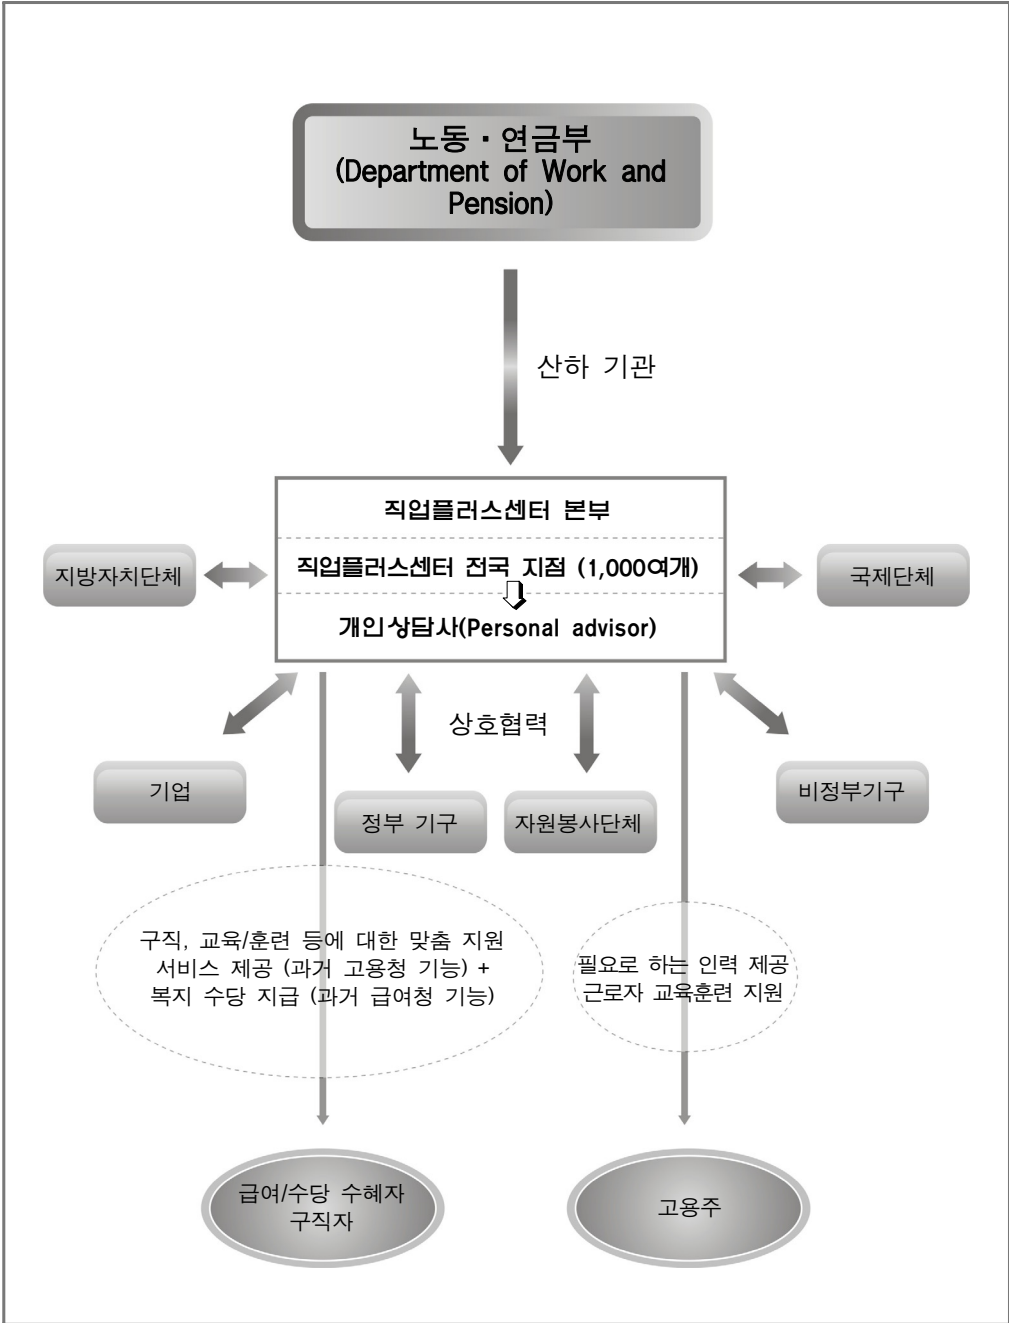 노동 · 연금부
(Department of Work and
Pension)
산하 기관
직업플러스센터 본부
직업플러스센터 전국 지점 (1,000여개)
개인상담사(Personal advisor)
지방자치단체
국제단체
상호협력
기업
정부 기구
자원봉사단체
비정부기구
구직, 교육/훈련 등에 대한 맞춤 지원
서비스 제공 (과거 고용청 기능) +
복지 수당 지급 (과거 급여청 기능)
필요로 하는 인력 제공
근로자 교육훈련 지원
급여/수당 수혜자
구직자
고용주